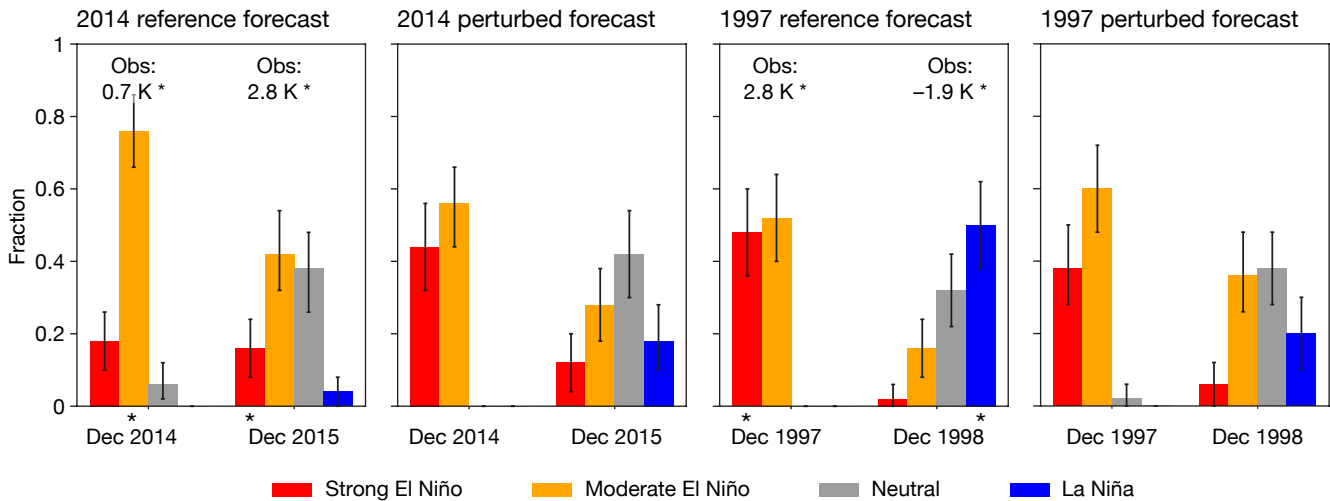 2014 reference forecast
2014 perturbed forecast
1997 reference forecast
1997 perturbed forecast
Fraction
1
0.8
0.6
0.4
0.2
0
Obs:
0.7 K *
Obs:
2.8 K *
Obs:
2.8 K *
Obs:
–1.9 K *
*
*
*
*
Dec 2014
Dec 2015
Dec 2014
Dec 2015
Dec 1997
Dec 1998
Dec 1997
Dec 1998
Strong El Niño
Moderate El Niño
Neutral
La Niña